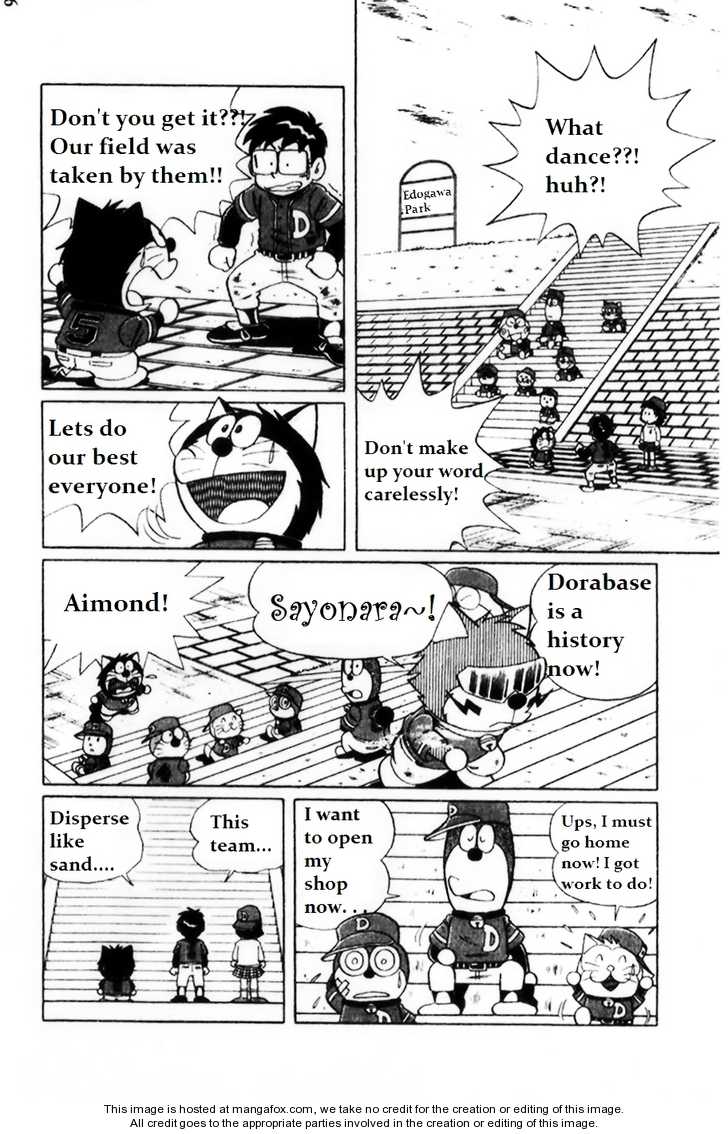 What
dance??!
huh?!
Edogawa
Park
Don't make
up your word
carelessly!
Don't you get it??!
Our field was
taken by them!!
D
5
Lets do
our best
everyone!
Dorabase
is a
history
now!
Sayonara~!
Aimond!
Ups, I must
go home
now! I got
work to do!
I want
to open
my
shop
now. . .
D
D
D
D
This
team...
Disperse
like
sand....
D
This image is hosted at mangafox.com, we take no credit for the creation or editing of this image.
All credit goes to the appropriate parties involved in the creation or editing of this image.